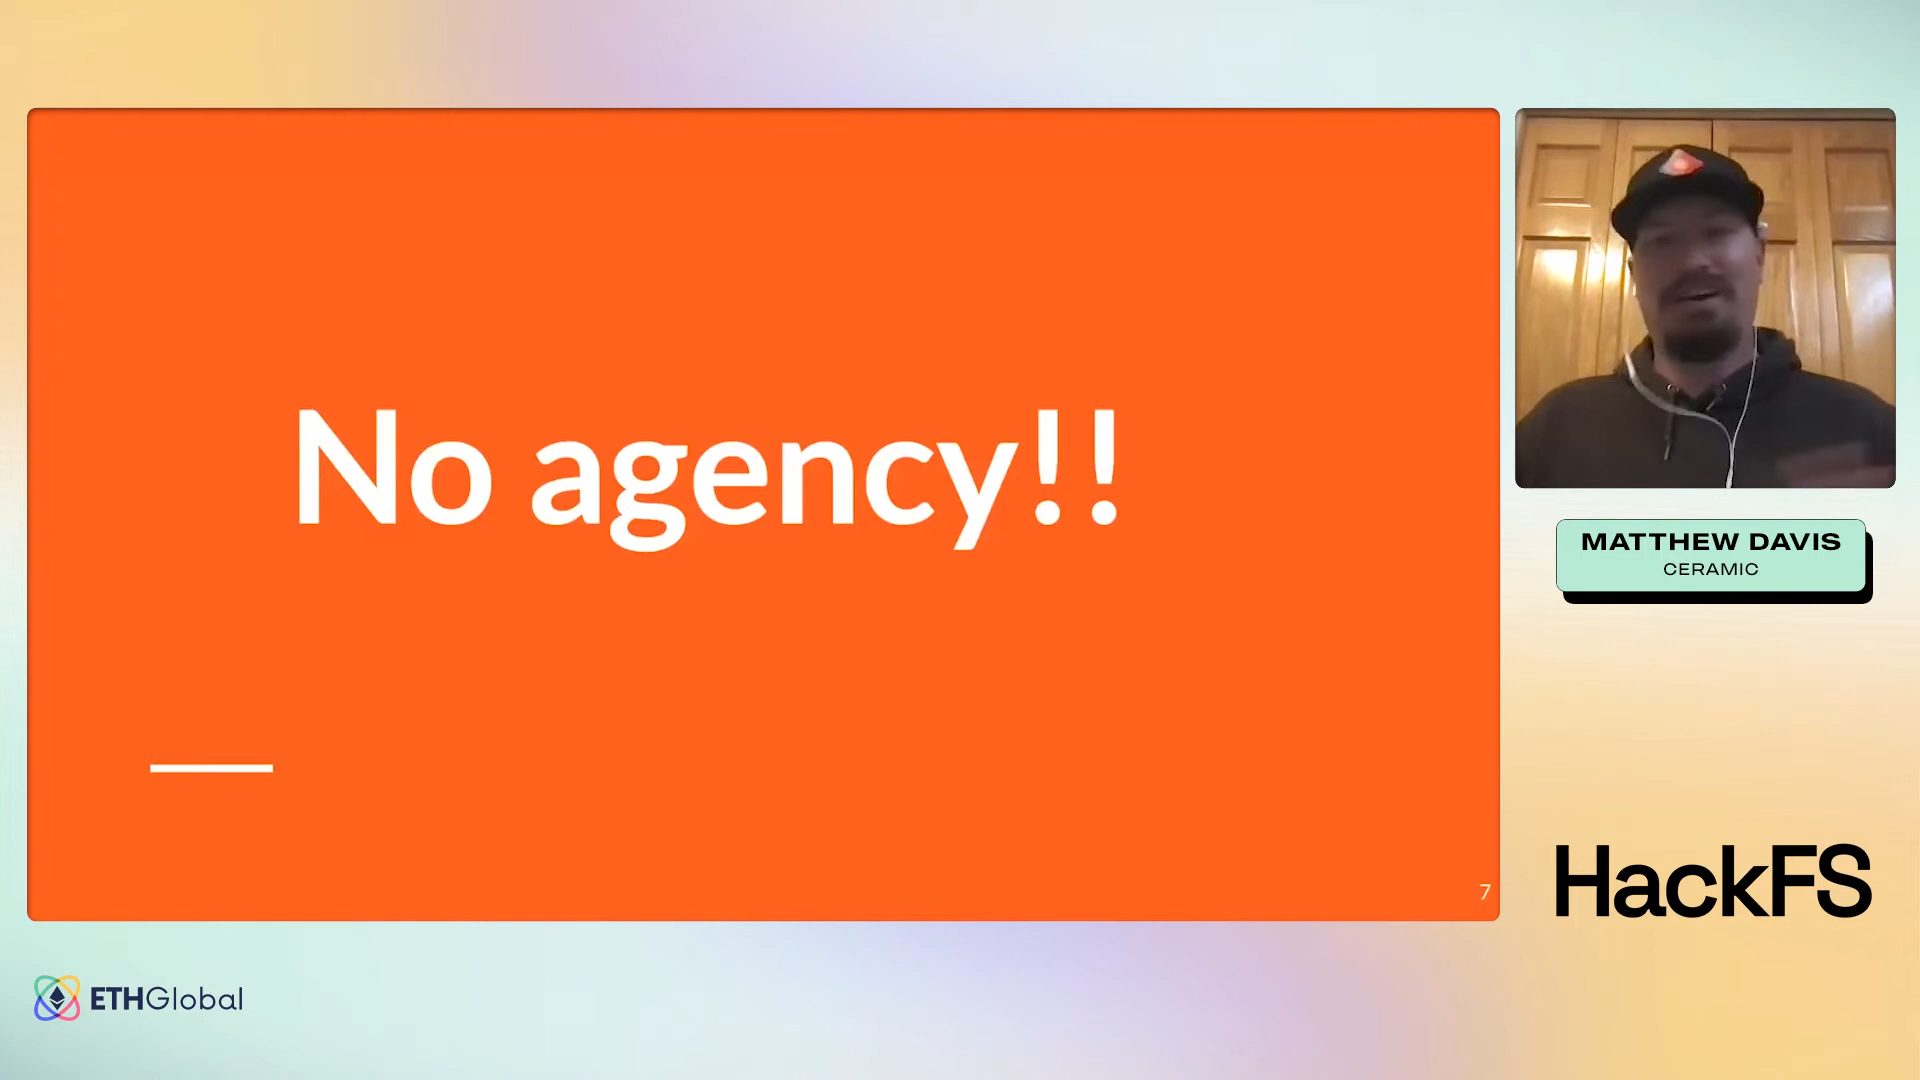 No agency!!
7
MATTHEW DAVIS
CERAMIC
HackFS
ETHGlobal